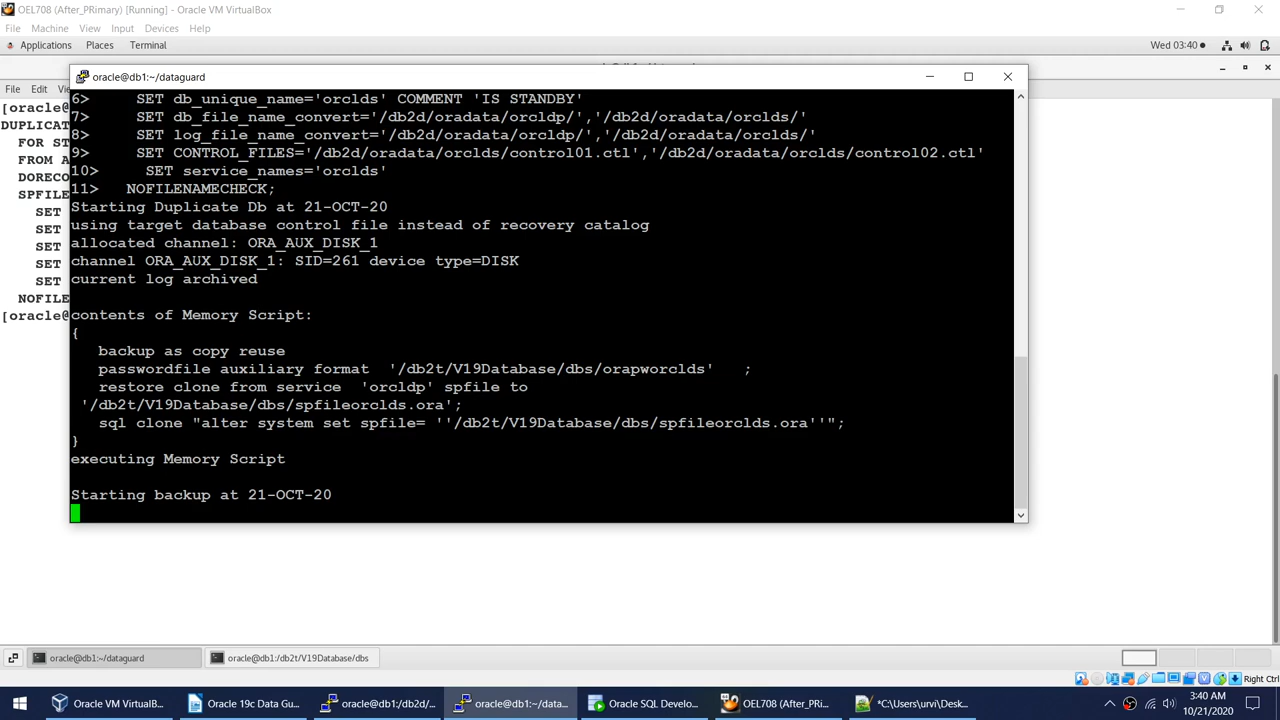 OEL708 (After_PRimary) [Running] - Oracle VM VirtualBox
File Machine View Input Devices Help
Applications Places Terminal Wed 03:40
oracle@db1:~/dataguard
File Edit
[oracle@
DUPLICAT
FOR ST
FROM A
DORECO
SPFILE
SET
SET
SET
SET
SET
NOFILE
[oracle@
6> SET db_unique_name='orclds' COMMENT 'IS STANDBY'
7> SET db_file_name_convert='/db2d/oradata/orcldp/','/db2d/oradata/orclds/'
8> SET log_file_name_convert='/db2d/oradata/orcldp/','/db2d/oradata/orclds/'
9> SET CONTROL_FILES='/db2d/oradata/orclds/control01.ctl','/db2d/oradata/orclds/control02.ctl'
10> SET service_names='orclds'
11> NOFILENAMECHECK;
Starting Duplicate Db at 21-OCT-20
using target database control file instead of recovery catalog
allocated channel: ORA_AUX_DISK_1
channel ORA_AUX_DISK_1: SID=261 device type=DISK
current log archived
contents of Memory Script:
{
backup as copy reuse
passwordfile auxiliary format '/db2t/V19Database/dbs/orapworclds' ;
restore clone from service 'orcldp' spfile to
'/db2t/V19Database/dbs/spfileorclds.ora';
sql clone "alter system set spfile= ''/db2t/V19Database/dbs/spfileorclds.ora''";
}
executing Memory Script
Starting backup at 21-OCT-20
oracle@db1:~/dataguard oracle@db1:/db2t/V19Database/dbs
Right Ctrl
Oracle VM VirtualB... Oracle 19c Data Gu... oracle@db1:/db2d/... oracle@db1:~/data... Oracle SQL Develo... OEL708 (After_PRi... *C:\Users\urvi\Desk...
3:40 AM
10/21/2020